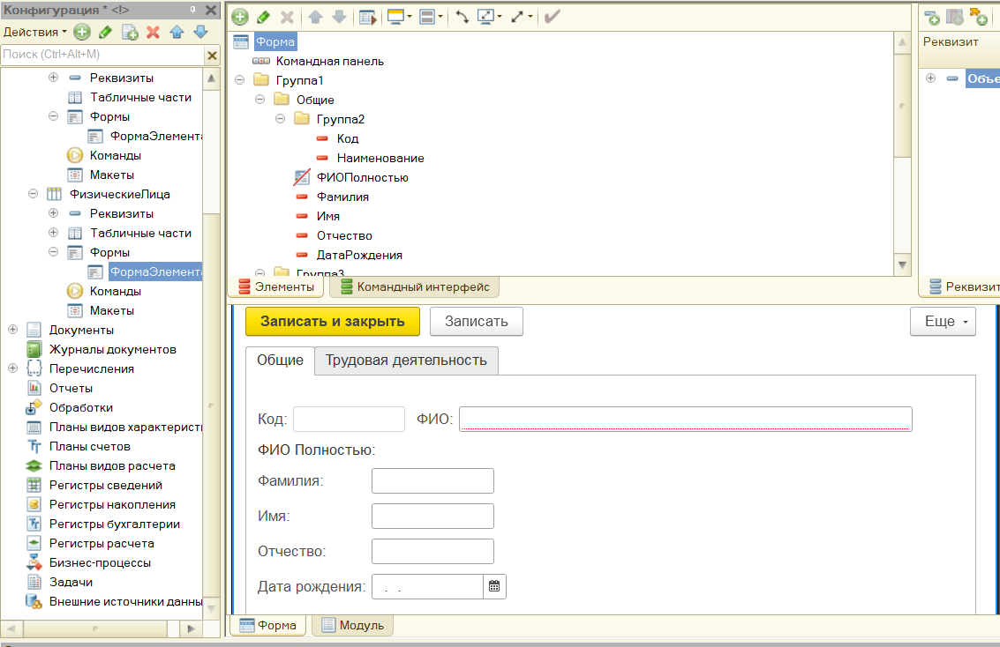 Конфигурация * <!>
Действия
Поиск (Ctrl+Alt+M)
Реквизиты
Табличные части
Формы
ФормаЭлемента
Команды
Макеты
ФизическиеЛица
Реквизиты
Табличные части
Формы
ФормаЭлемента
Команды
Макеты
Документы
Журналы документов
Перечисления
Отчеты
Обработки
Планы видов характерист
Планы счетов
Планы видов расчета
Регистры сведений
Регистры накопления
Регистры бухгалтерии
Регистры расчета
Бизнес-процессы
Задачи
Внешние источники данны
Форма
Командная панель
Группа1
Общие
Группа2
Код
Наименование
ФИОПолностью
Фамилия
Имя
Отчество
ДатаРождения
Группа3
Элементы Командный интерфейс
Реквизит
Объе
Реквизит
Записать и закрыть Записать Еще
Общие Трудовая деятельность
Код: ФИО:
ФИО Полностью:
Фамилия:
Имя:
Отчество:
Дата рождения: . .
Форма Модуль